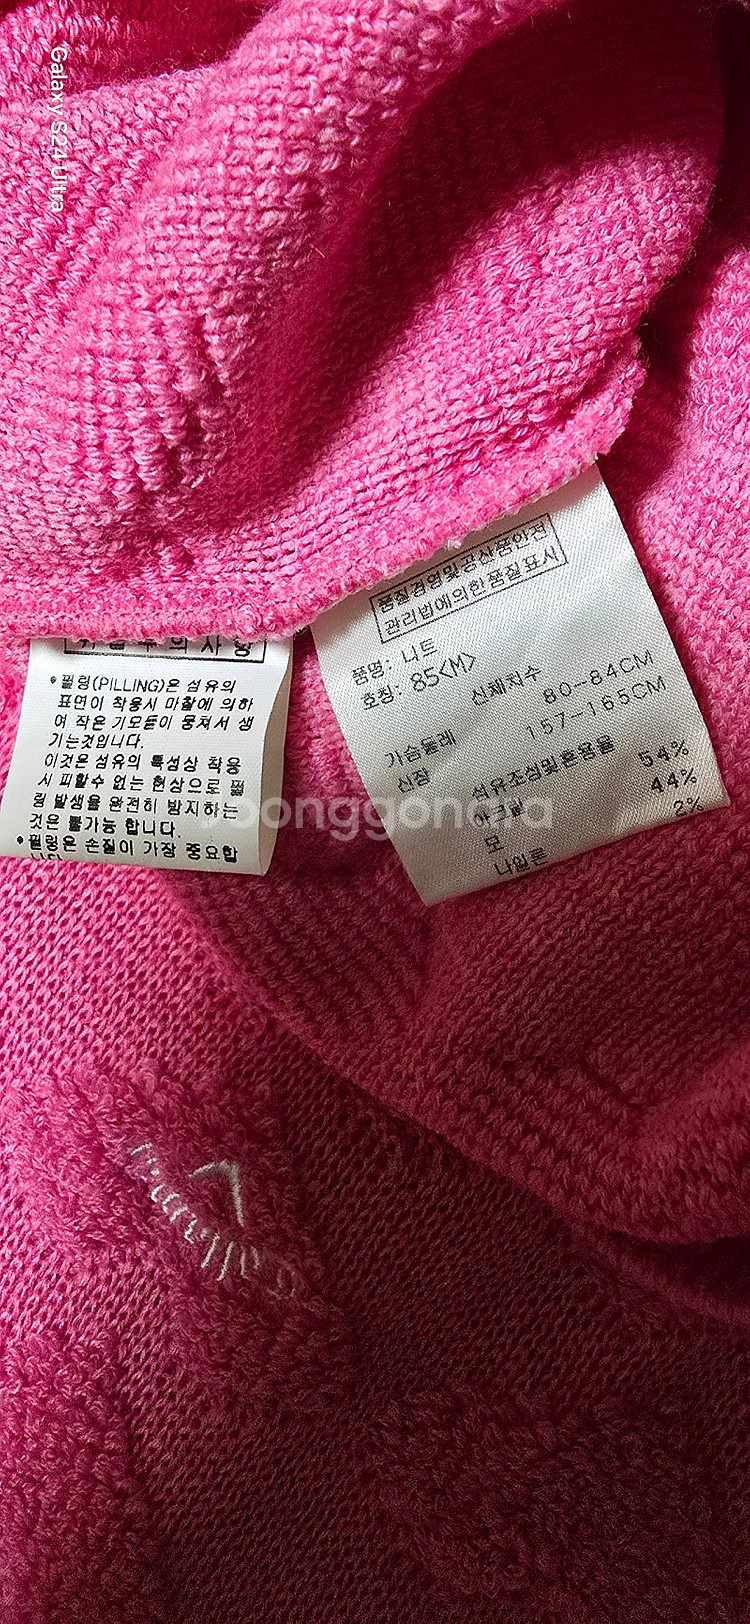 Galaxy S24 Ultra
취 급 주 의 사 항
• 필링(PILLING)은 섬유의
표면이 착용시 마찰에 의하
여 작은 기모등이 뭉쳐서 생
기는것입니다.
이것은 섬유의 특성상 착용
시 피할수 없는 현상으로 필
링 발생을 완전히 방지하는
것은 불가능 합니다.
• 필링은 손질이 가장 중요합
니다
품질경영및공산품안전
관리법에의한품질표시
품명: 니트
호칭: 85<M>
신체치수
가슴둘레 80-84CM
신장 157-165CM
섬유조성및혼용율
아크릴 54%
모 44%
나일론 2%
joonggonara